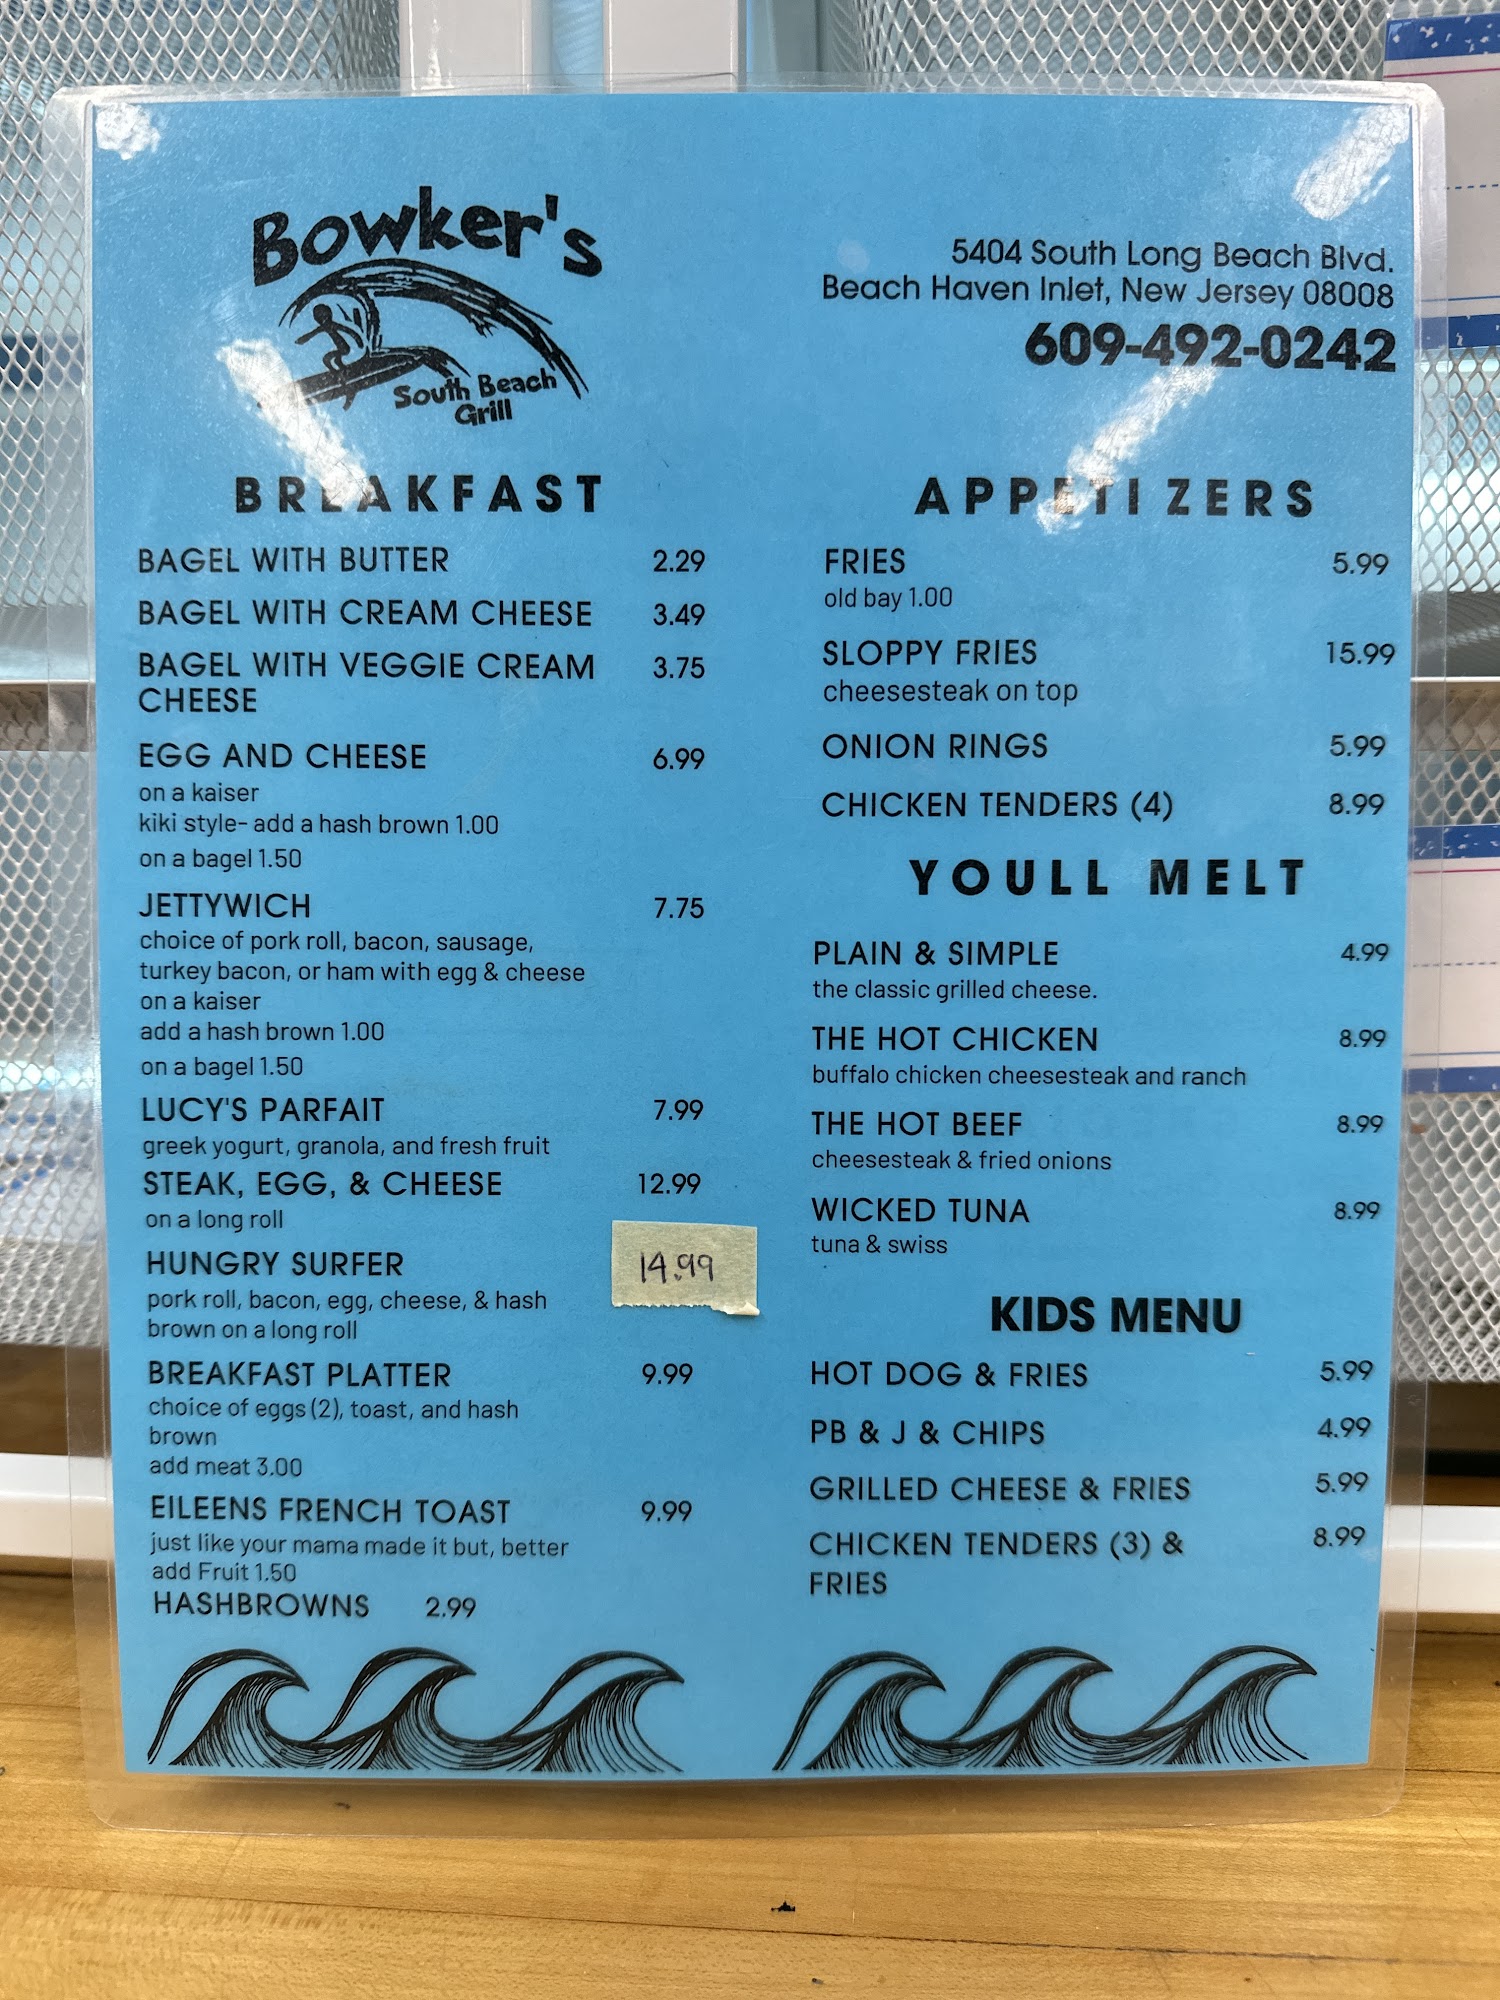 Bowker's
South Beach
Grill
5404 South Long Beach Blvd.
Beach Haven Inlet, New Jersey 08008
609-492-0242
BREAKFAST
BAGEL WITH BUTTER 2.29
BAGEL WITH CREAM CHEESE 3.49
BAGEL WITH VEGGIE CREAM 3.75
CHEESE
EGG AND CHEESE 6.99
on a kaiser
kiki style- add a hash brown 1.00
on a bagel 1.50
JETTYWICH 7.75
choice of pork roll, bacon, sausage,
turkey bacon, or ham with egg & cheese
on a kaiser
add a hash brown 1.00
on a bagel 1.50
LUCY'S PARFAIT 7.99
greek yogurt, granola, and fresh fruit
STEAK, EGG, & CHEESE 12.99
on a long roll
HUNGRY SURFER 14.99
pork roll, bacon, egg, cheese, & hash
brown on a long roll
BREAKFAST PLATTER 9.99
choice of eggs (2), toast, and hash
brown
add meat 3.00
EILEENS FRENCH TOAST 9.99
just like your mama made it but, better
add Fruit 1.50
HASHBROWNS 2.99
APPETIZERS
FRIES 5.99
old bay 1.00
SLOPPY FRIES 15.99
cheesesteak on top
ONION RINGS 5.99
CHICKEN TENDERS (4) 8.99
YOULL MELT
PLAIN & SIMPLE 4.99
the classic grilled cheese.
THE HOT CHICKEN 8.99
buffalo chicken cheesesteak and ranch
THE HOT BEEF 8.99
cheesesteak & fried onions
WICKED TUNA 8.99
tuna & swiss
KIDS MENU
HOT DOG & FRIES 5.99
PB & J & CHIPS 4.99
GRILLED CHEESE & FRIES 5.99
CHICKEN TENDERS (3) & 8.99
FRIES